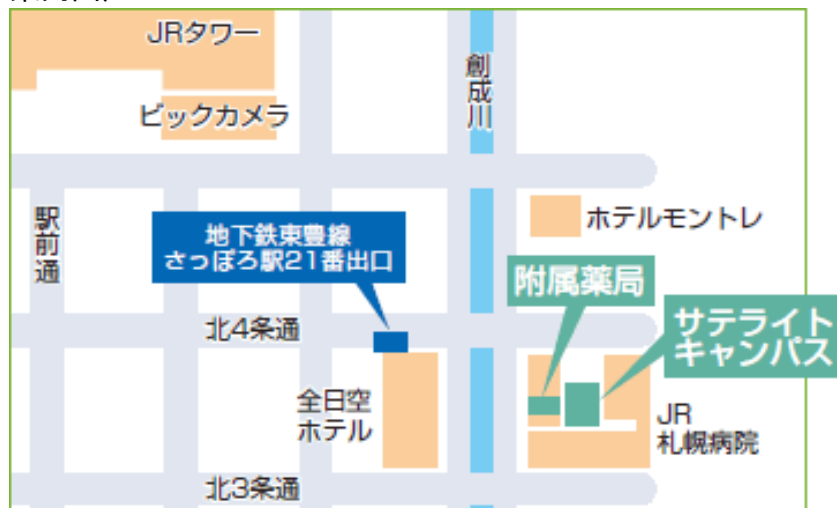 JRタワー
ビックカメラ
創成川
駅前通
地下鉄東豊線
さっぽろ駅21番出口
ホテルモントレ
附属薬局
北4条通
サテライト
キャンパス
全日空
ホテル
JR
札幌病院
北3条通